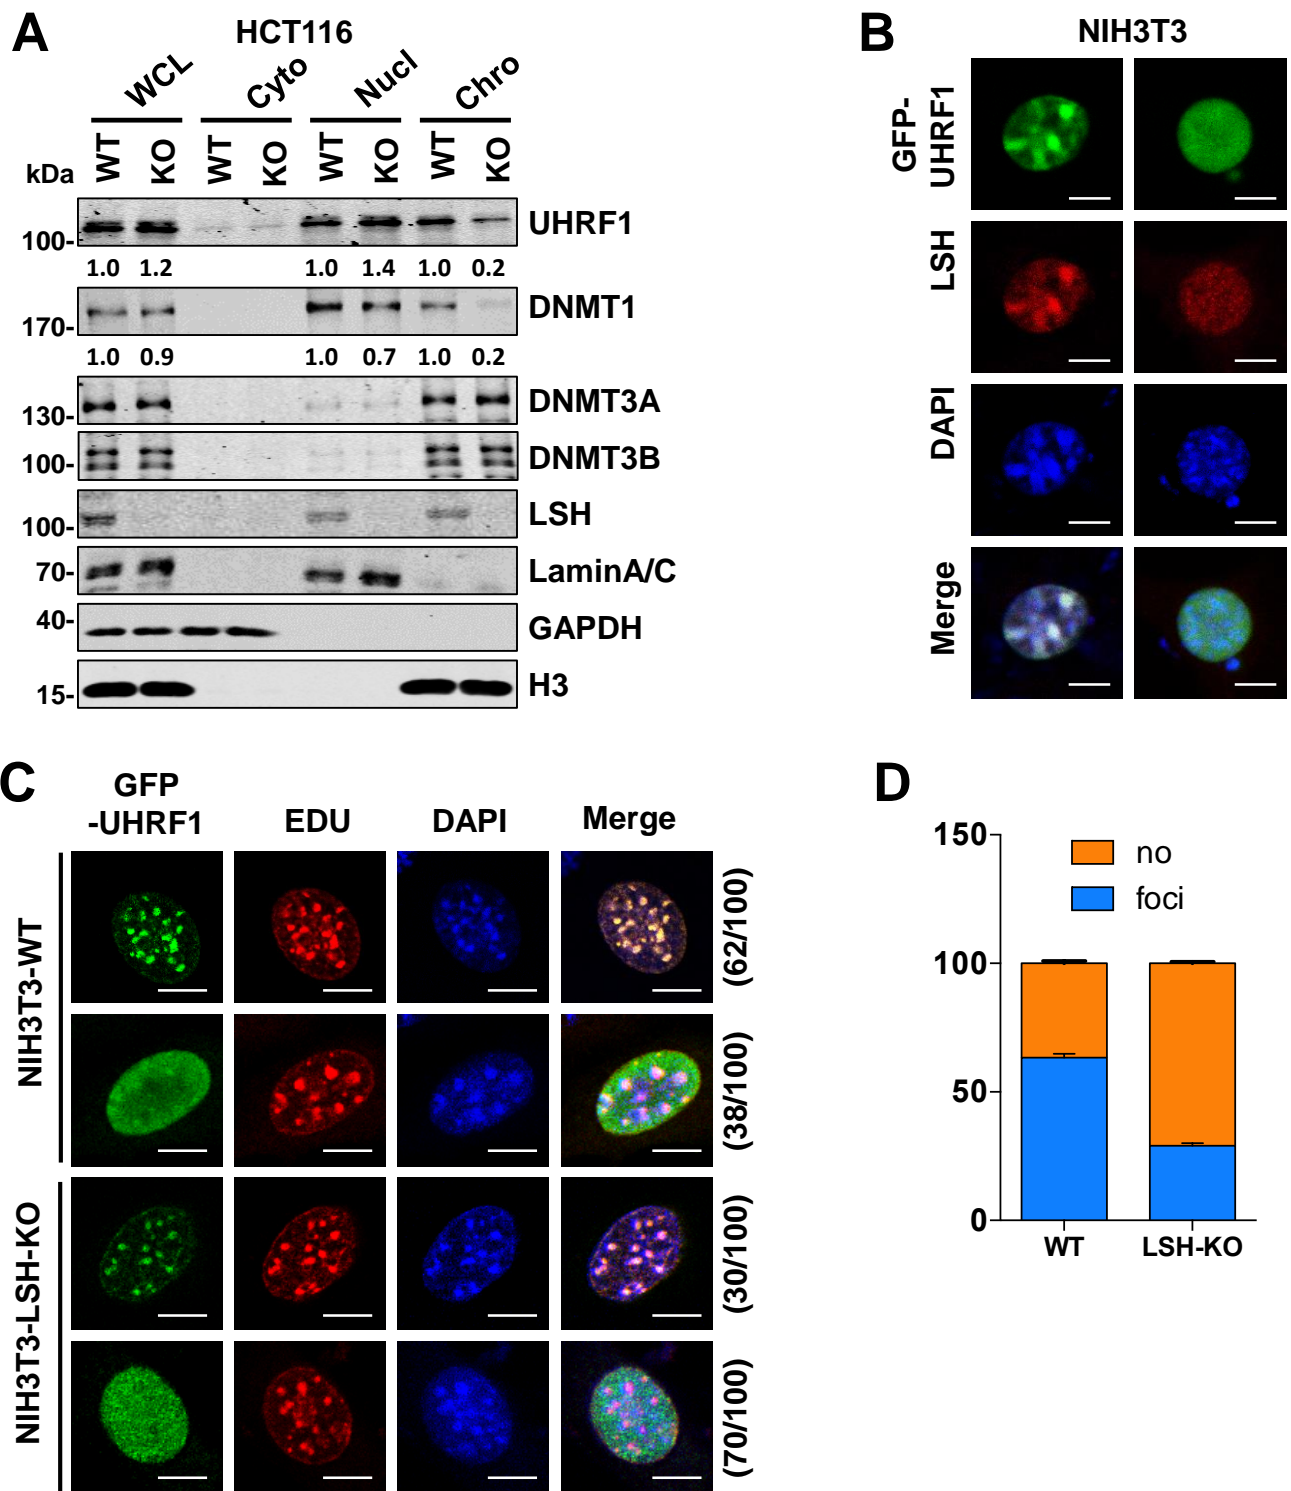 A
HCT116
WCL Cyto Nucl Chro
WT KO WT KO WT KO WT KO
kDa
100- UHRF1
1.0 1.2 1.0 1.4 1.0 0.2
170- DNMT1
1.0 0.9 1.0 0.7 1.0 0.2
130- DNMT3A
100- DNMT3B
100- LSH
70- LaminA/C
40- GAPDH
15- H3
B
NIH3T3
GFP-
UHRF1
LSH
DAPI
Merge
C
GFP
-UHRF1 EDU DAPI Merge
NIH3T3-WT
(62/100)
(38/100)
NIH3T3-LSH-KO
(30/100)
(70/100)
D
150
100
50
0
no
foci
WT LSH-KO